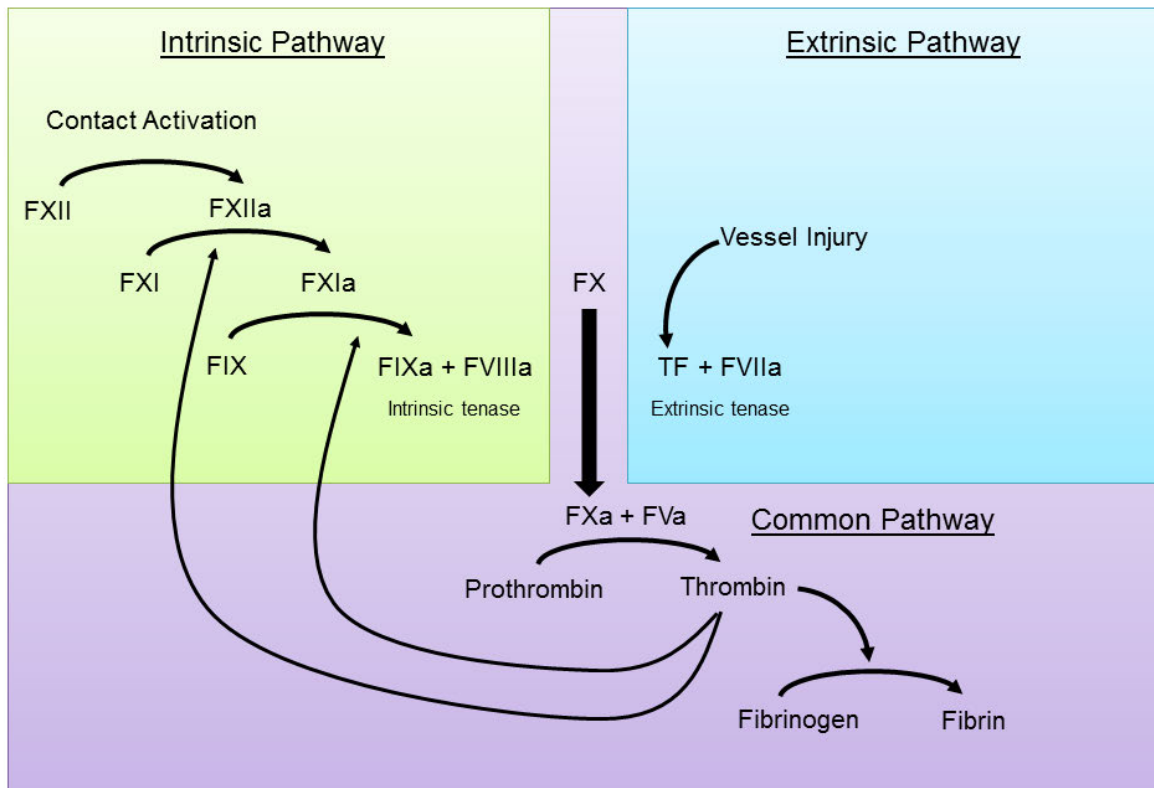 Intrinsic Pathway
Extrinsic Pathway
Contact Activation
FXII
FXIIa
Vessel Injury
FXI
FXIa
FX
FIX
FIXa + FVIIIa
TF + FVIIa
Intrinsic tenase
Extrinsic tenase
FXa + FVa
Common Pathway
Prothrombin
Thrombin
Fibrinogen
Fibrin